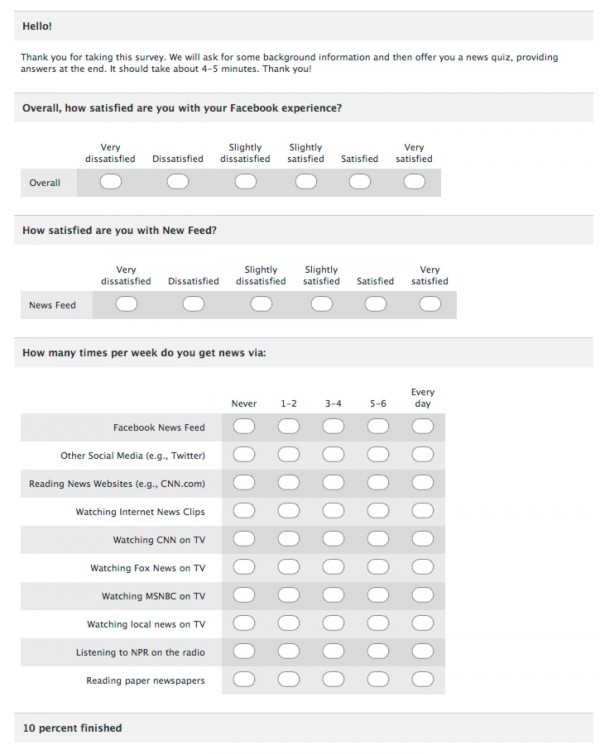 Hello!
Thank you for taking this survey. We will ask for some background information and then offer you a news quiz, providing
answers at the end. It should take about 4-5 minutes. Thank you!
Overall, how satisfied are you with your Facebook experience?
Very dissatisfied Dissatisfied Slightly dissatisfied Slightly satisfied Satisfied Very satisfied
Overall
How satisfied are you with New Feed?
Very dissatisfied Dissatisfied Slightly dissatisfied Slightly satisfied Satisfied Very satisfied
News Feed
How many times per week do you get news via:
Never 1-2 3-4 5-6 Every day
Facebook News Feed
Other Social Media (e.g., Twitter)
Reading News Websites (e.g., CNN.com)
Watching Internet News Clips
Watching CNN on TV
Watching Fox News on TV
Watching MSNBC on TV
Watching local news on TV
Listening to NPR on the radio
Reading paper newspapers
10 percent finished